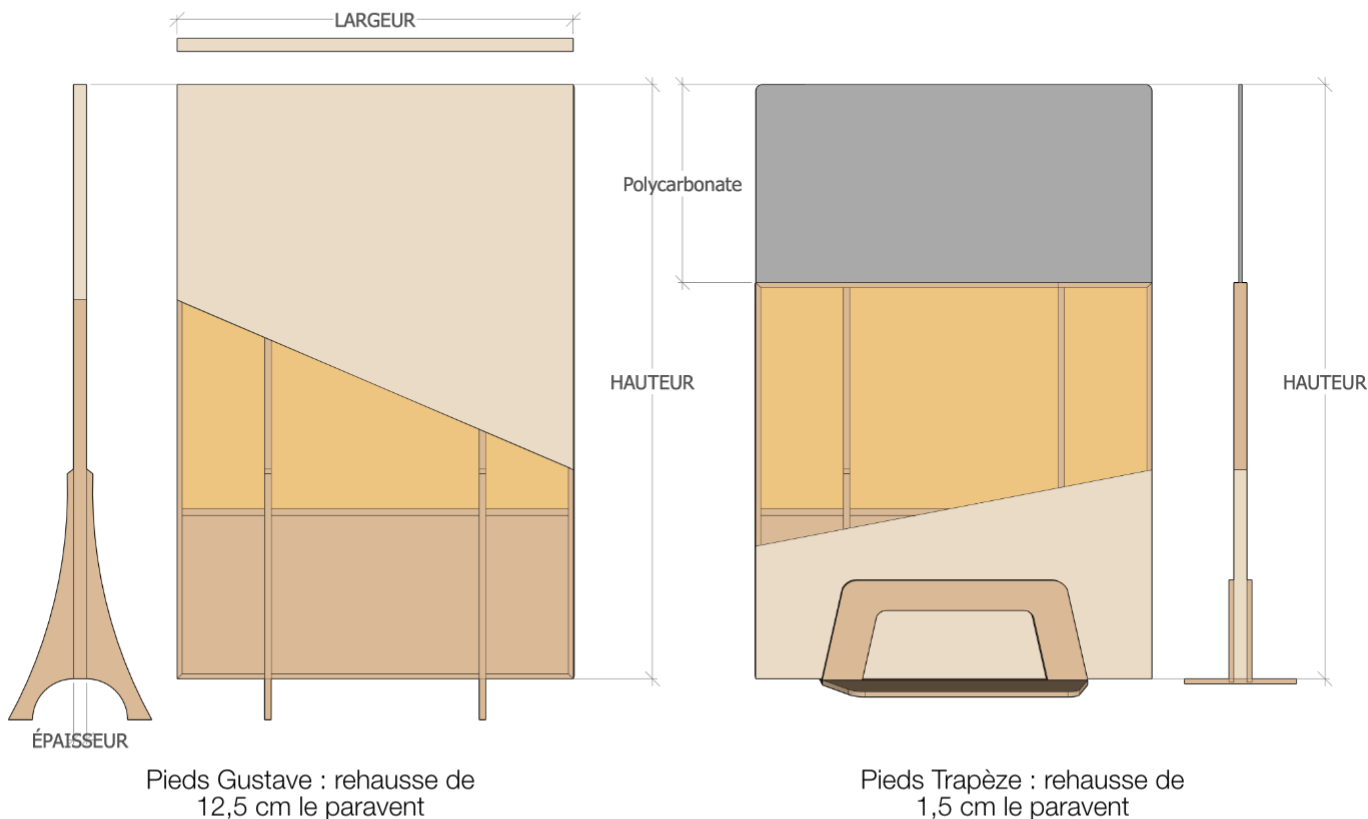 LARGEUR
Polycarbonate
HAUTEUR
HAUTEUR
ÉPAISSEUR
Pieds Gustave : rehausse de
12,5 cm le paravent
Pieds Trapèze : rehausse de
1,5 cm le paravent